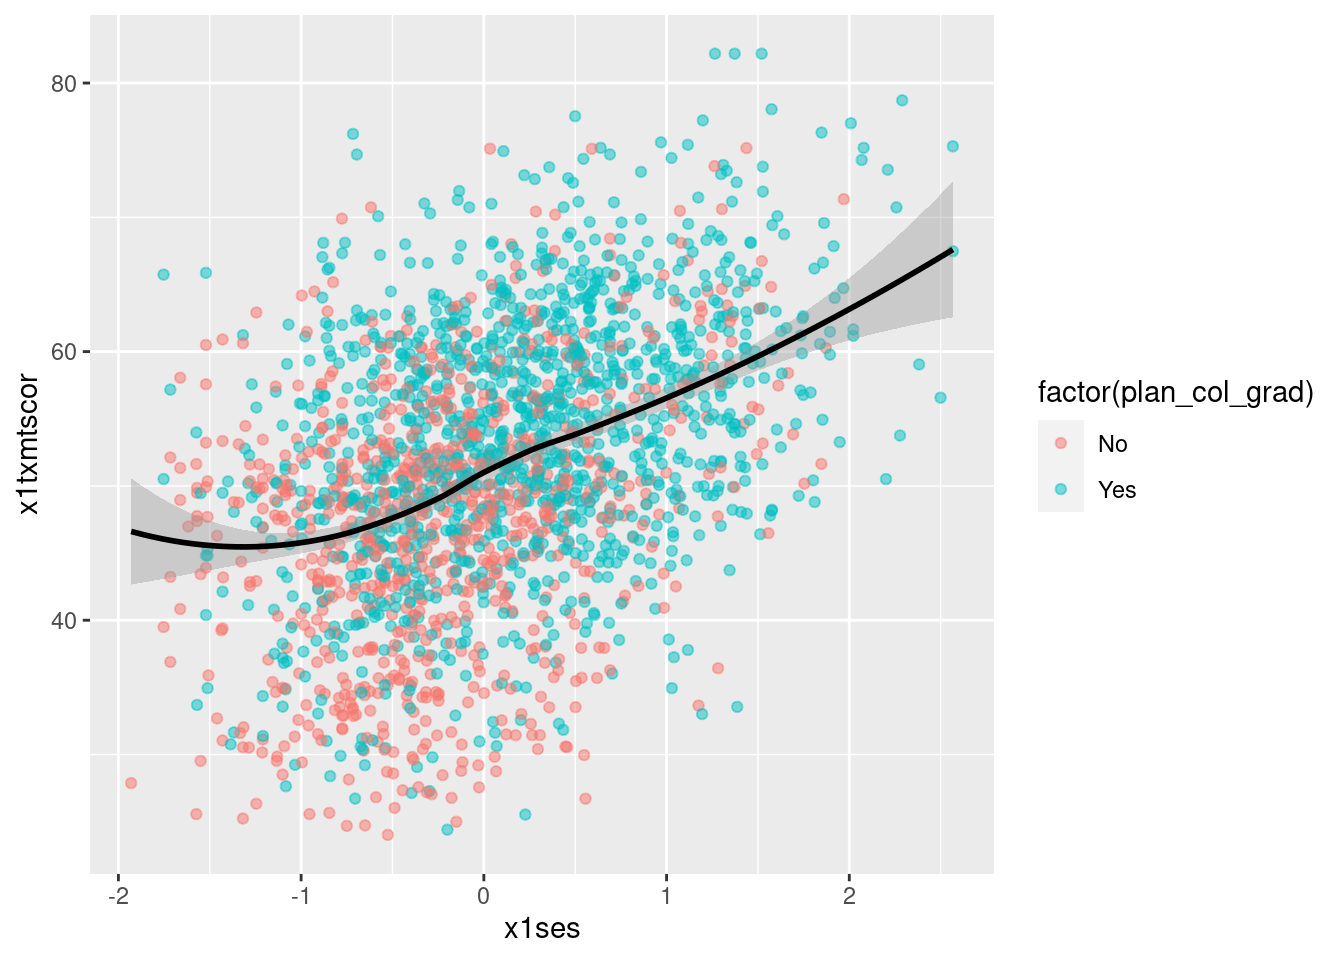 80
60
40
x1txmtscor
-2
-1
0
1
2
x1ses
factor(plan_col_grad)
No
Yes